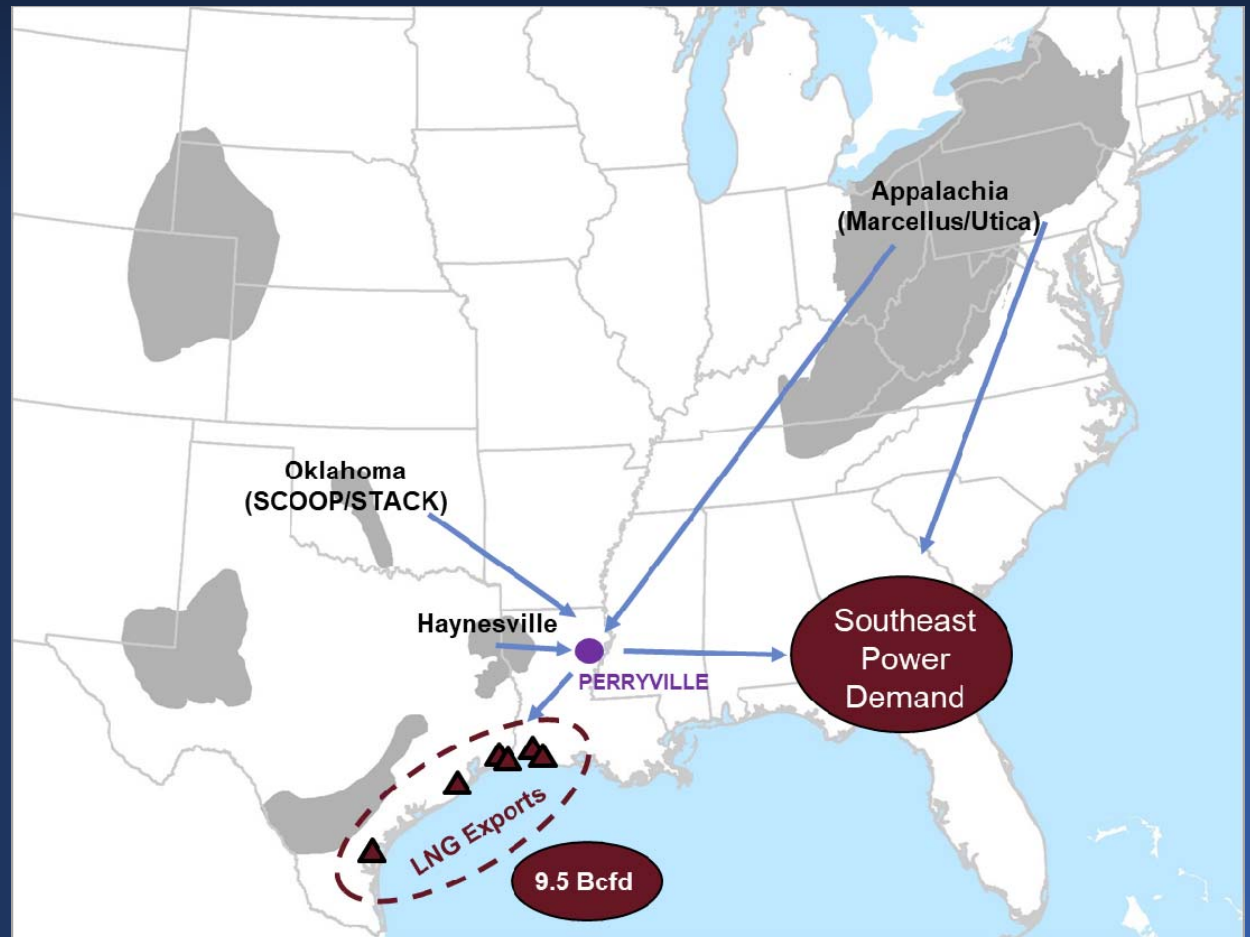 Appalachia
(Marcellus/Utica)
Oklahoma
(SCOOP/STACK)
Haynesville
PERRYVILLE
Southeast
Power
Demand
LNG Exports
9.5 Bcfd